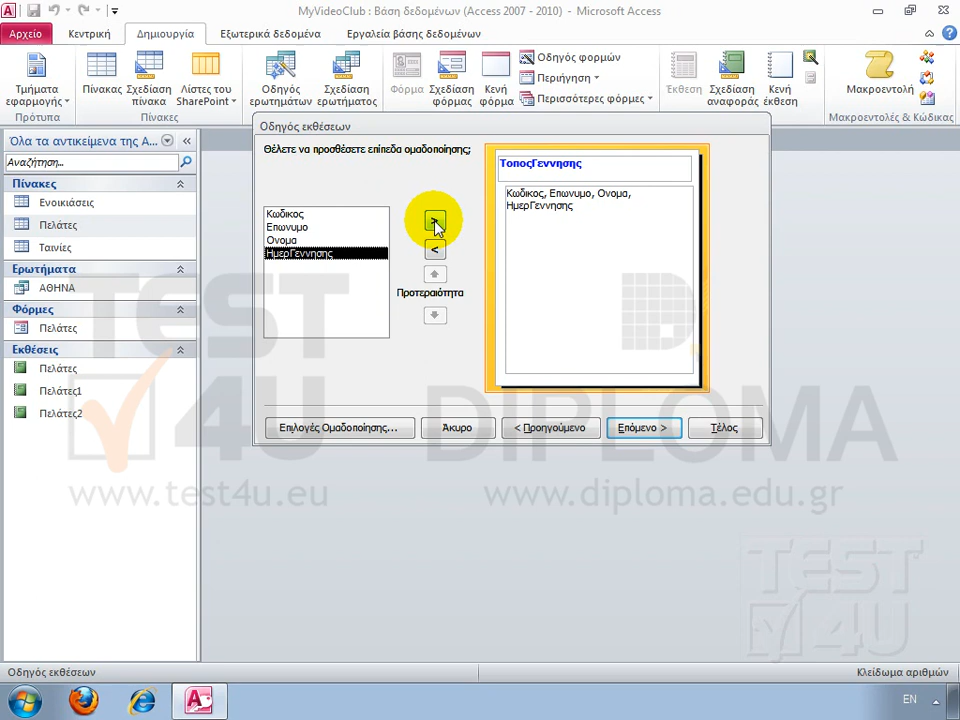 MyVideoClub : Βάση δεδομένων (Access 2007 - 2010) - Microsoft Access
Αρχείο Κεντρική Δημιουργία Εξωτερικά δεδομένα Εργαλεία βάσης δεδομένων
Τμήματα εφαρμογής
Πρότυπα
Πίνακας
Σχεδίαση πίνακα
Λίστες του SharePoint
Πίνακες
Οδηγός ερωτημάτων
Σχεδίαση ερωτήματος
Φόρμα
Σχεδίαση φόρμας
Κενή φόρμα
Οδηγός φορμών
Περιήγηση
Περισσότερες φόρμες
Έκθεση
Σχεδίαση αναφοράς
Κενή έκθεση
Μακροεντολή
Μακροεντολές & Κώδικας
Όλα τα αντικείμενα της A...
Αναζήτηση...
Πίνακες
Ενοικιάσεις
Πελάτες
Ταινίες
Ερωτήματα
ΑΘΗΝΑ
Φόρμες
Πελάτες
Εκθέσεις
Πελάτες
Πελάτες1
Πελάτες2
Οδηγός εκθέσεων
Θέλετε να προσθέσετε επίπεδα ομαδοποίησης;
Κωδικος
Επωνυμο
Ονομα
ΗμερΓεννησης
>
<
Προτεραιότητα
ΤοποςΓεννησης
Κωδικος, Επωνυμο, Ονομα,
ΗμερΓεννησης
Επιλογές Ομαδοποίησης... Άκυρο < Προηγούμενο Επόμενο > Τέλος
TEST
4U
DIPLOMA
www.test4u.eu www.diploma.edu.gr
TEST
4U
Οδηγός εκθέσεων Κλείδωμα αριθμών
EN